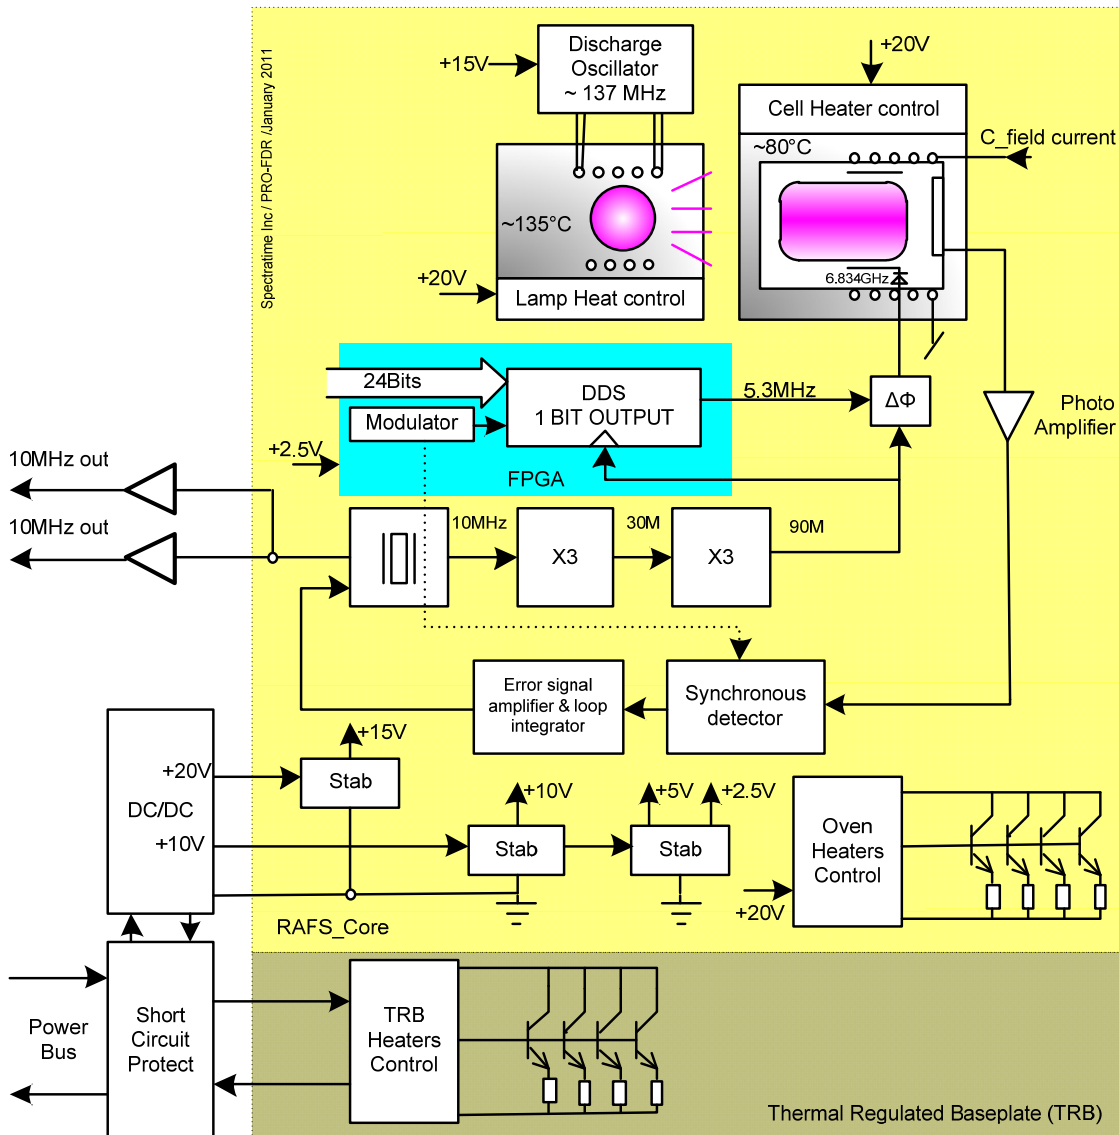 Spectratime Inc / PRO-FDR /January 2011
Discharge
Oscillator
~ 137 MHz
+15V
+20V
Cell Heater control
~80°C
C_field current
~135°C
6.834GHz
+20V
Lamp Heat control
24Bits
Modulator
DDS
1 BIT OUTPUT
5.3MHz
ΔΦ
Photo
Amplifier
+2.5V
FPGA
10MHz out
10MHz out
10MHz
X3
30M
X3
90M
Error signal
amplifier & loop
integrator
Synchronous
detector
+15V
+20V
Stab
DC/DC
+10V
+10V
Stab
+5V
+2.5V
Stab
Oven
Heaters
Control
+20V
RAFS_Core
Power
Bus
Short
Circuit
Protect
TRB
Heaters
Control
Thermal Regulated Baseplate (TRB)